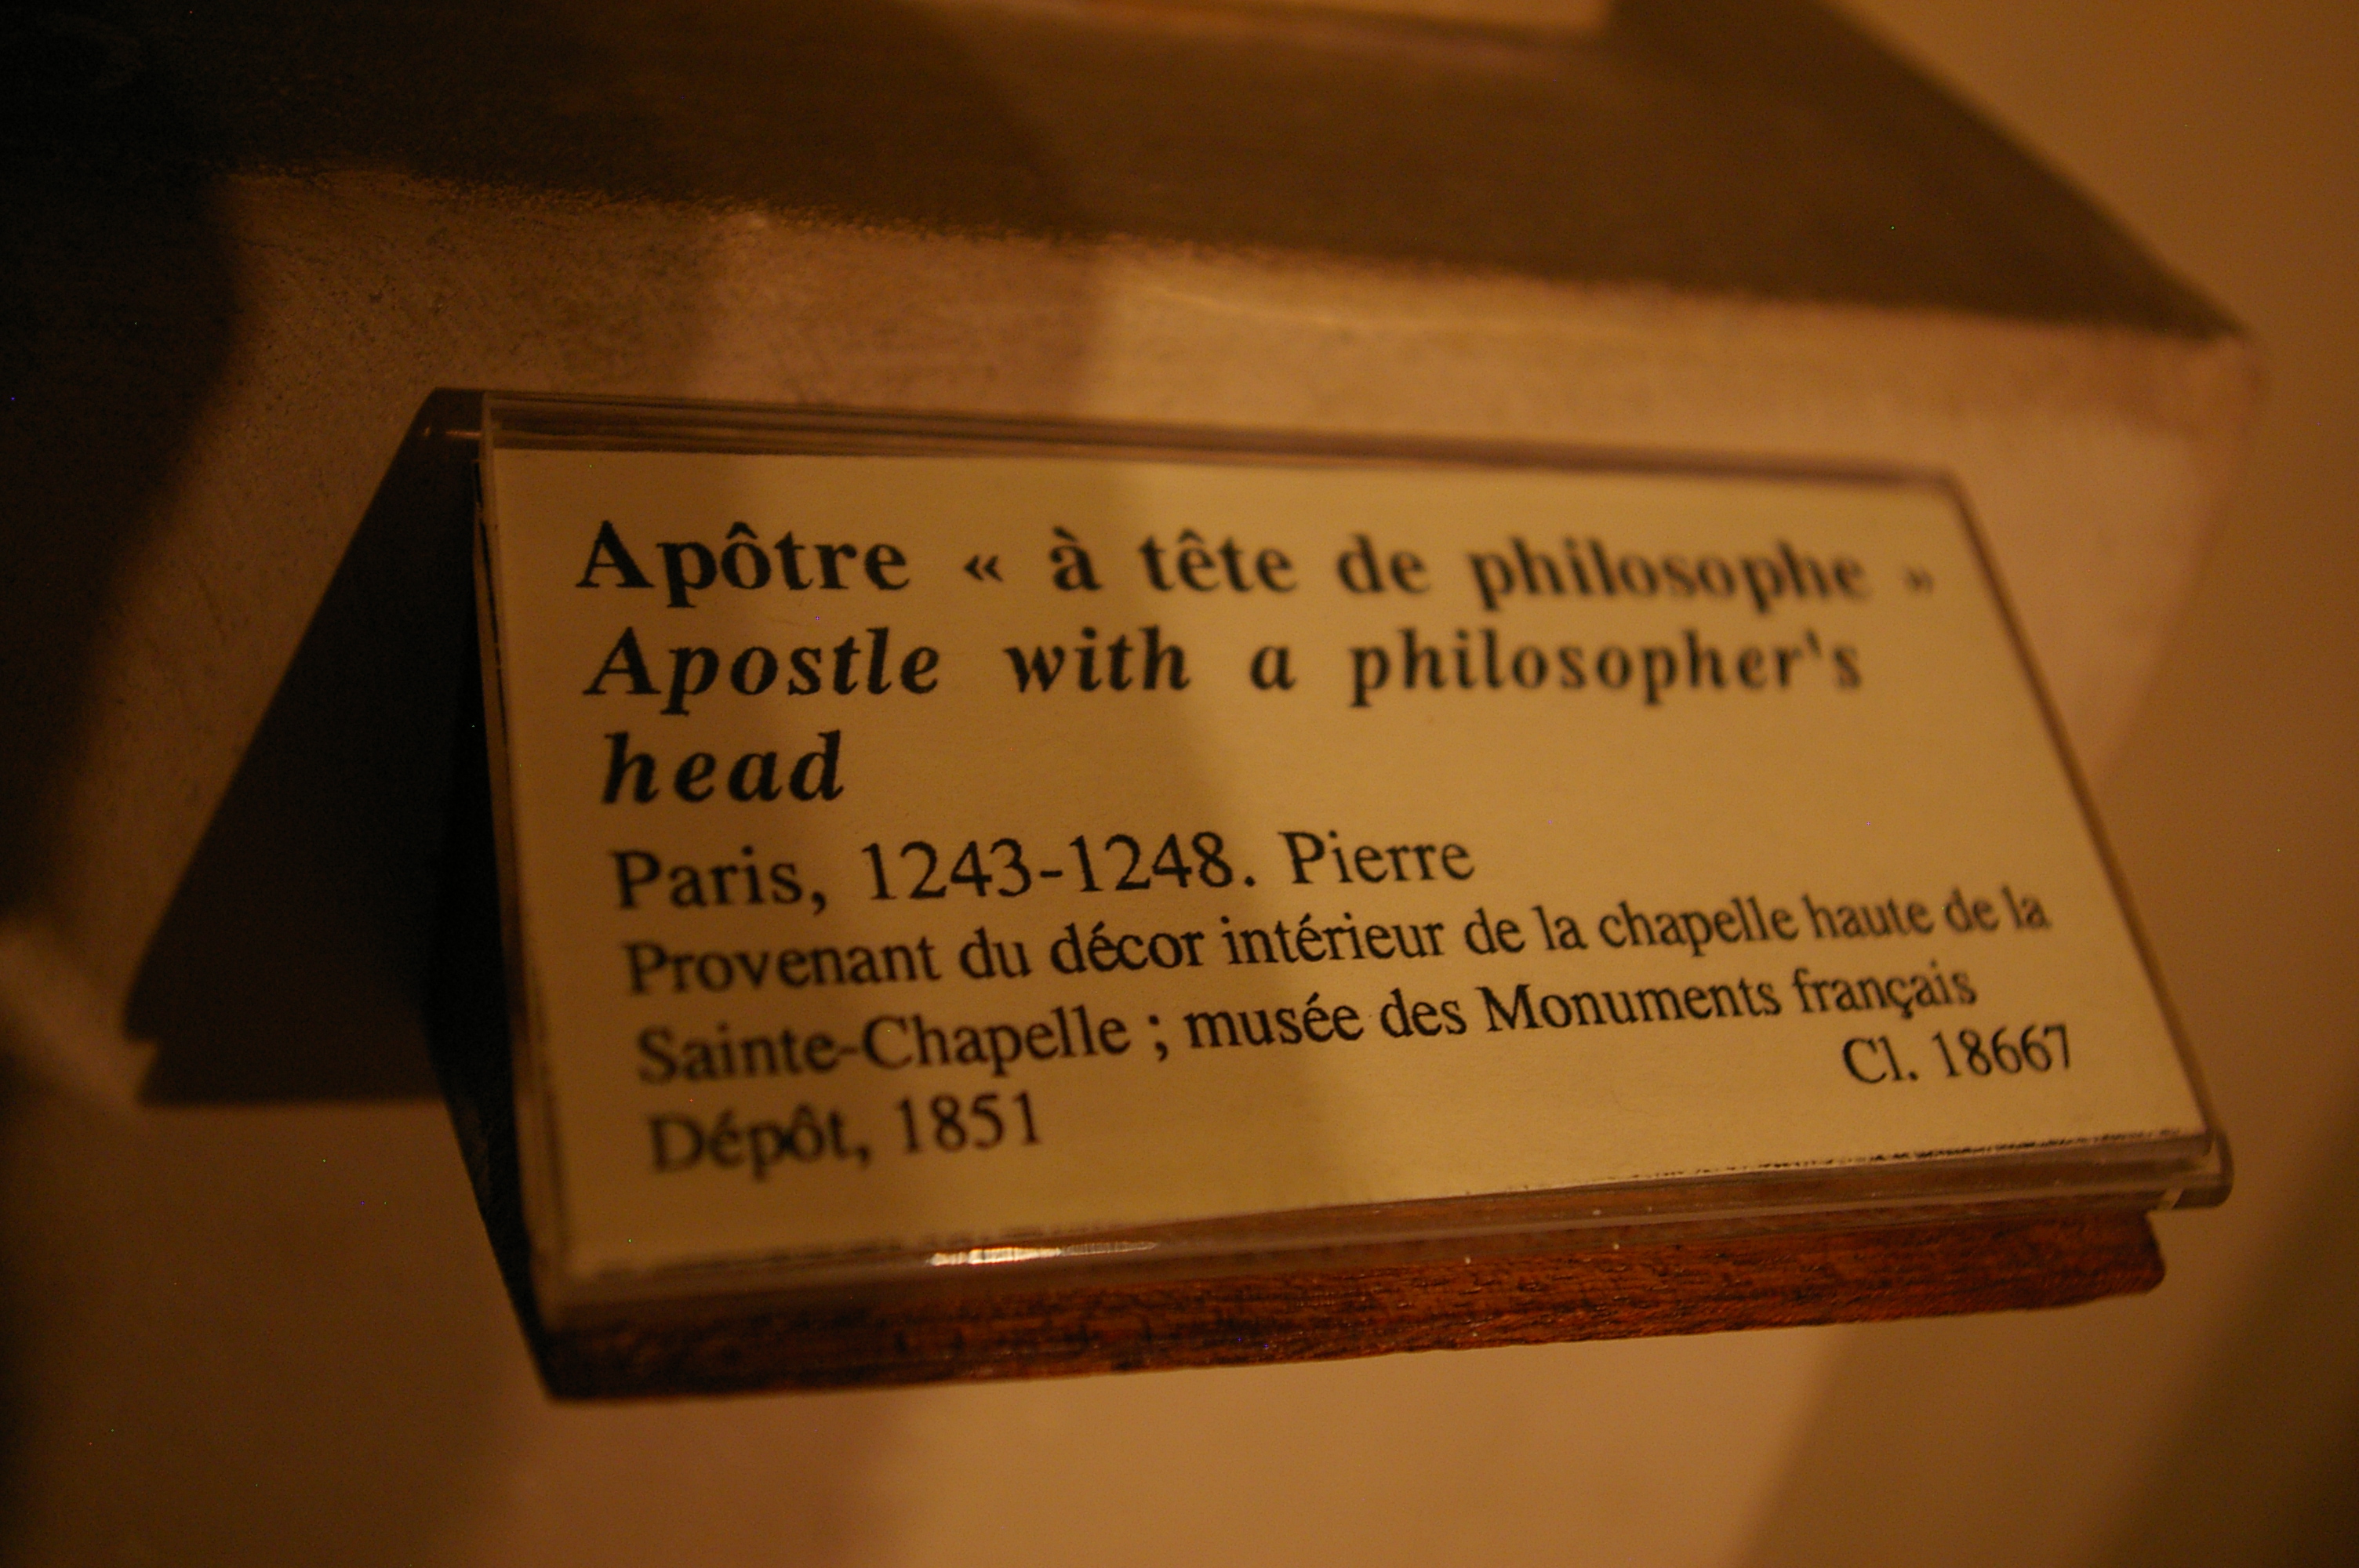 Apôtre « à tête de philosophe »
Apostle with a philosopher's
head
Paris, 1243-1248. Pierre
Provenant du décor intérieur de la chapelle haute de la
Sainte-Chapelle ; musée des Monuments français
Cl. 18667
Dépôt, 1851